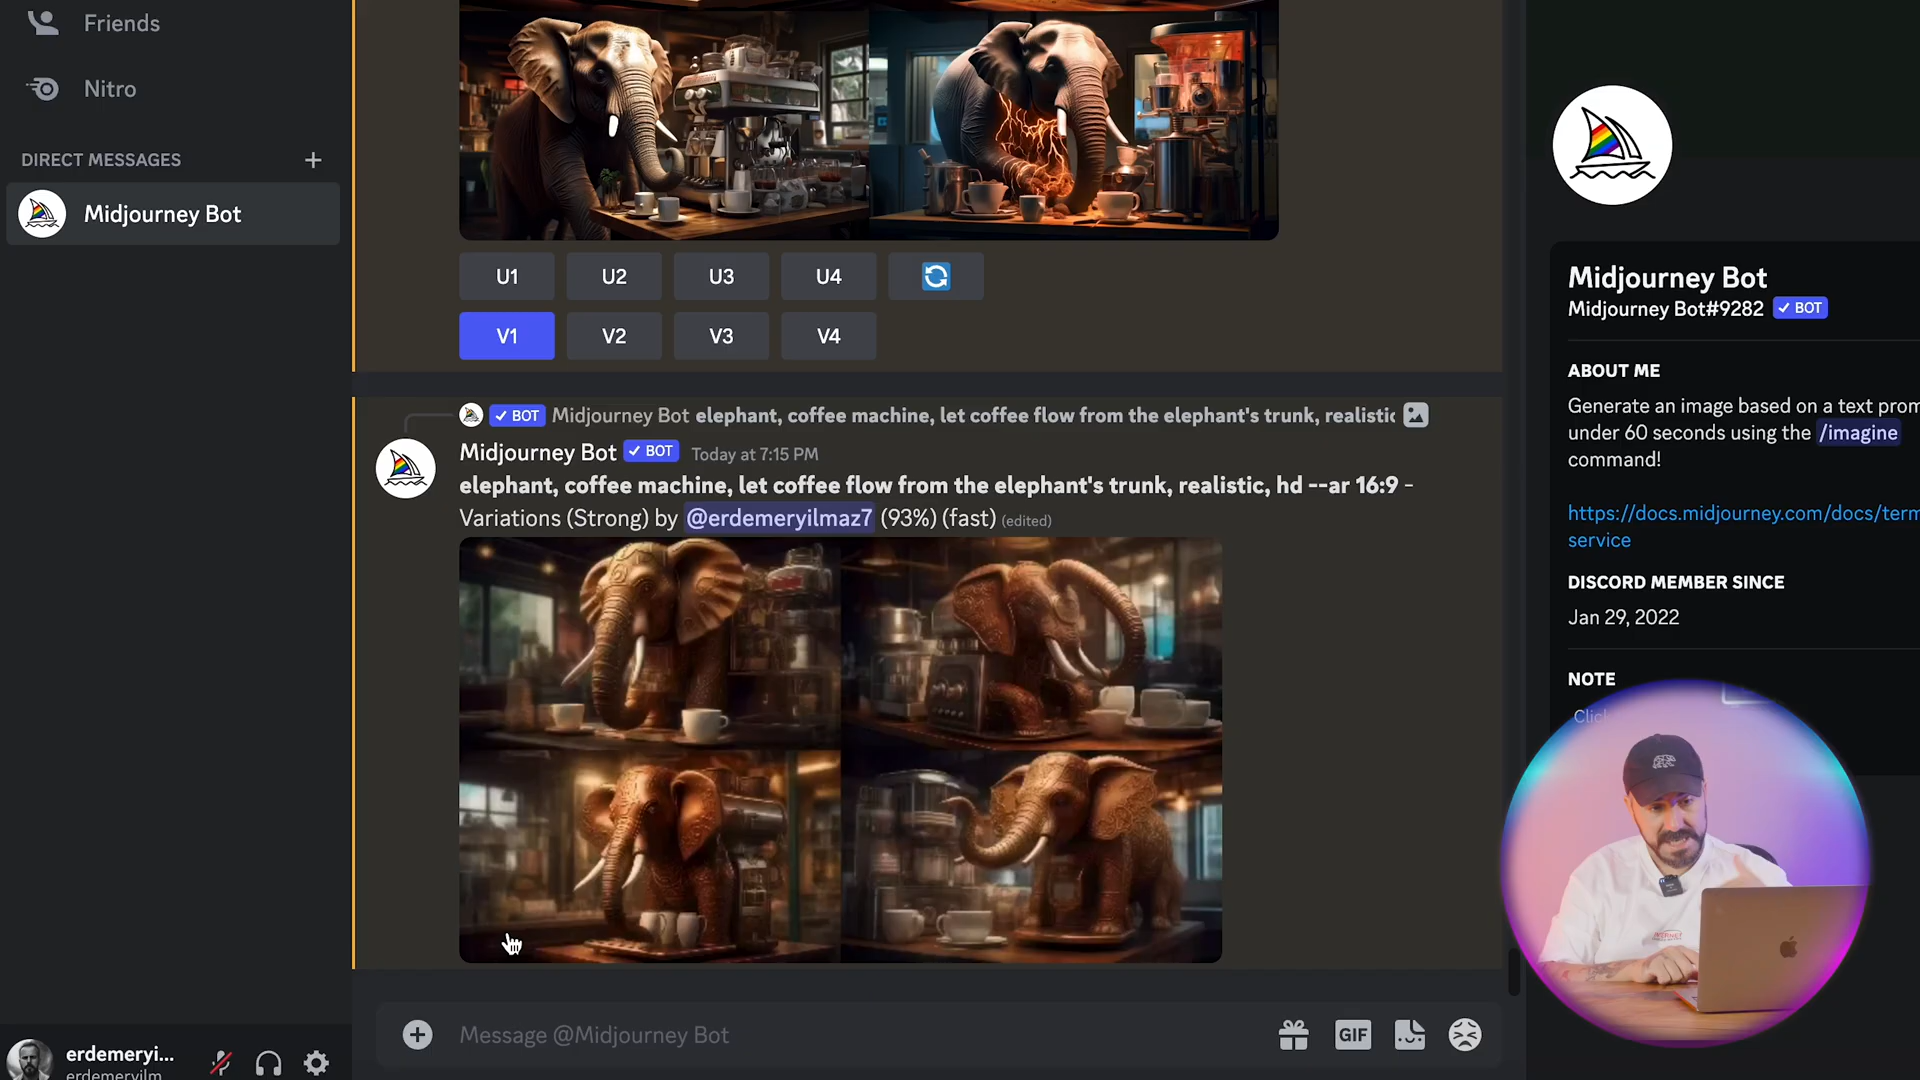 Friends
Nitro
DIRECT MESSAGES
Midjourney Bot
U1 U2 U3 U4
V1 V2 V3 V4
BOT Midjourney Bot elephant, coffee machine, let coffee flow from the elephant's trunk, realistic
Midjourney Bot BOT Today at 7:15 PM
elephant, coffee machine, let coffee flow from the elephant's trunk, realistic, hd --ar 16:9 -
Variations (Strong) by @erdemeryilmaz7 (93%) (fast) (edited)
Message @Midjourney Bot
GIF
erdemeryi...
erdemervilm
Midjourney Bot
Midjourney Bot#9282 BOT
ABOUT ME
Generate an image based on a text prom
under 60 seconds using the /imagine
command!
https://docs.midjourney.com/docs/term
service
DISCORD MEMBER SINCE
Jan 29, 2022
NOTE
Clic